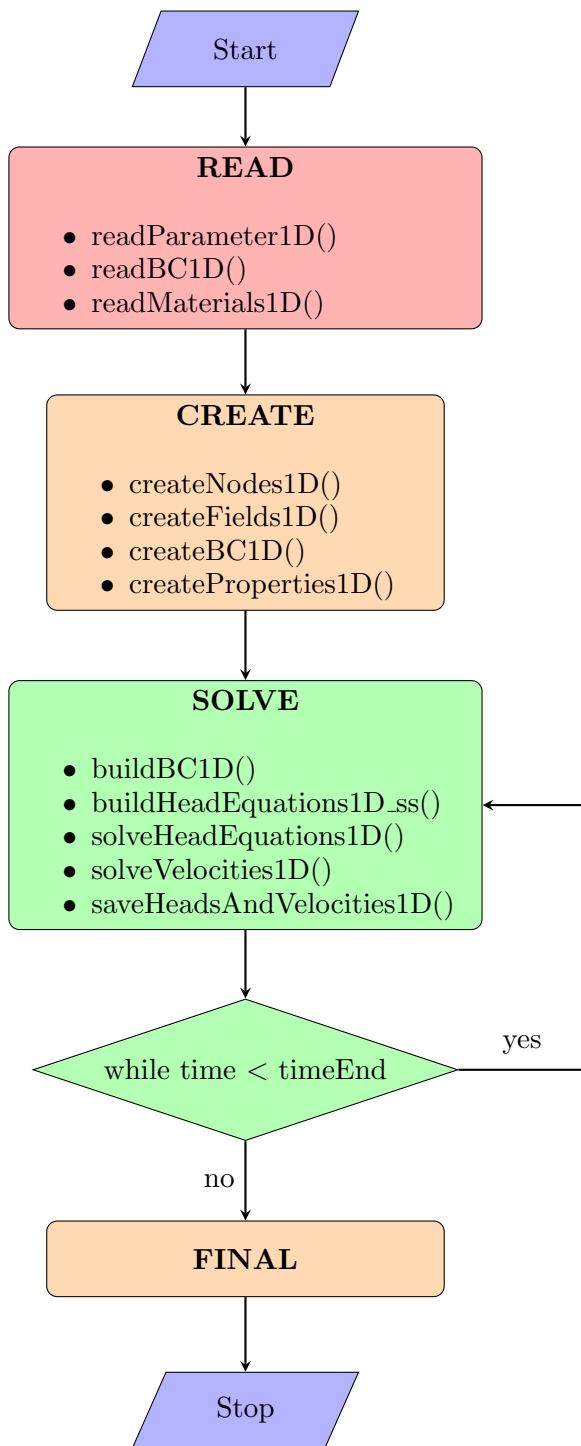 Start
READ
• readParameter1D()
• readBC1D()
• readMaterials1D()
CREATE
• createNodes1D()
• createFields1D()
• createBC1D()
• createProperties1D()
SOLVE
• buildBC1D()
• buildHeadEquations1D_ss()
• solveHeadEquations1D()
• solveVelocities1D()
• saveHeadsAndVelocities1D()
yes
while time < timeEnd
no
FINAL
Stop